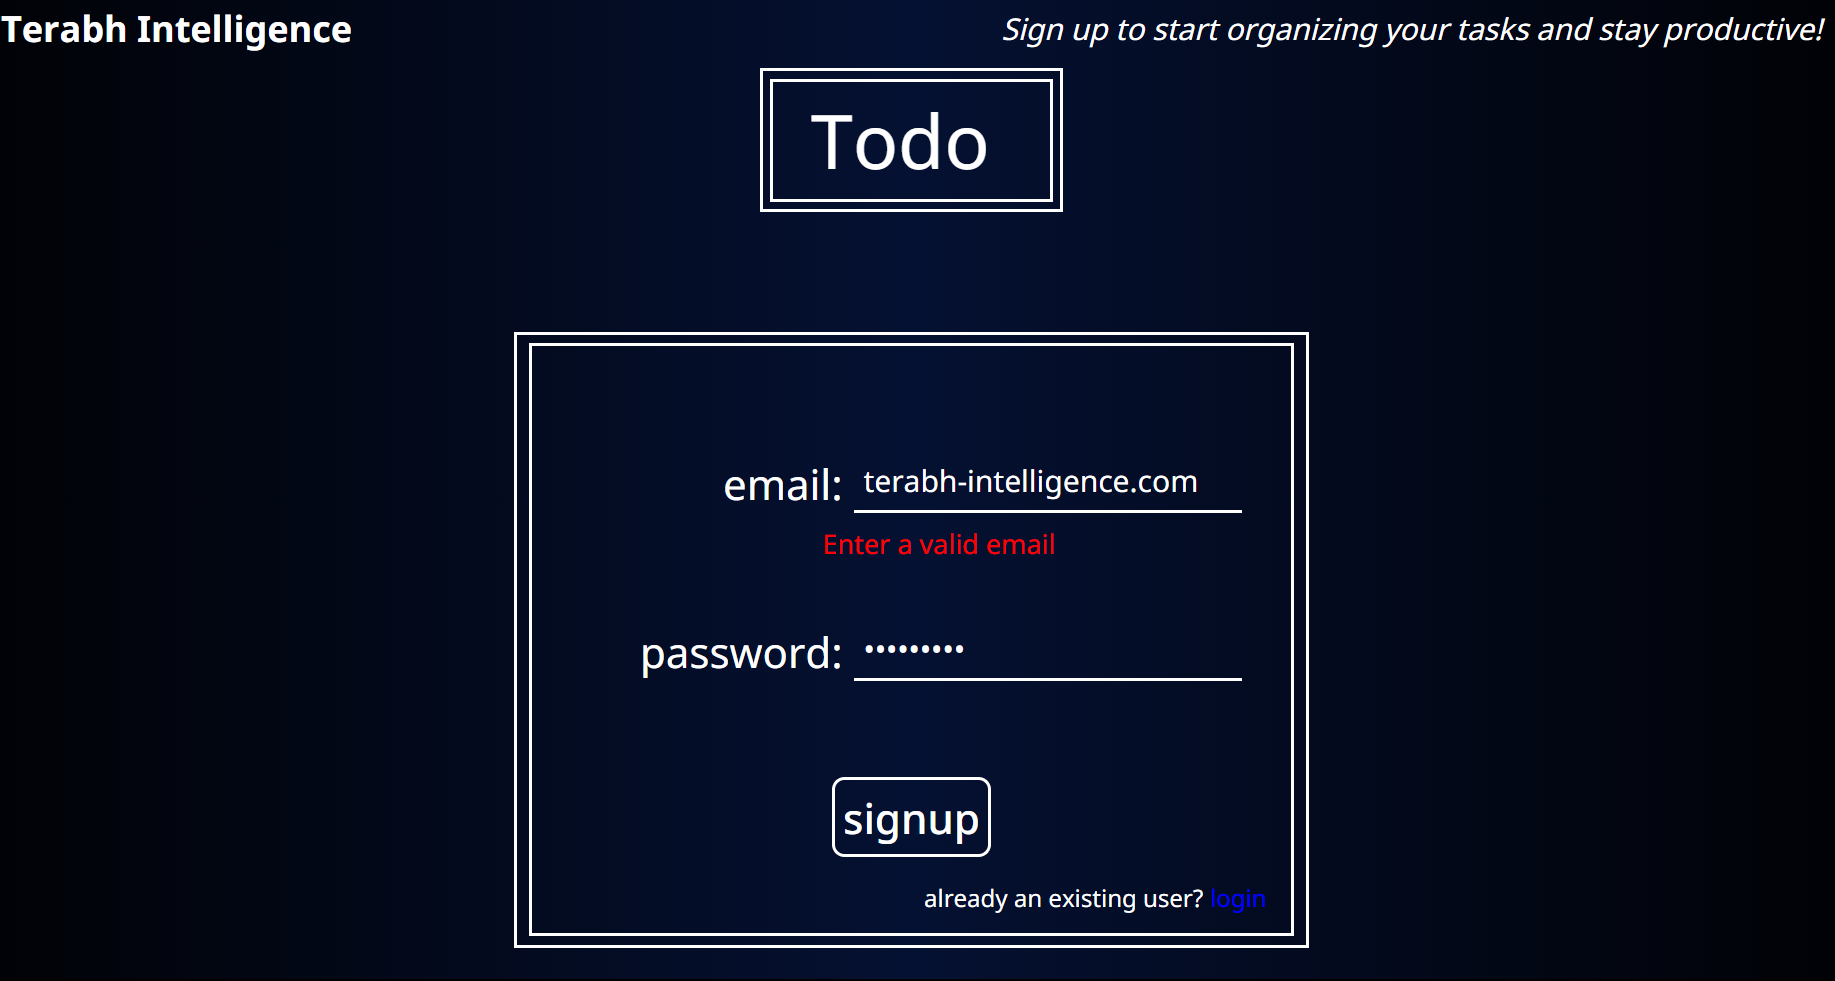 Terabh Intelligence
Sign up to start organizing your tasks and stay productive!
Todo
email: terabh-intelligence.com
Enter a valid email
password: •••••••••
signup
already an existing user? login